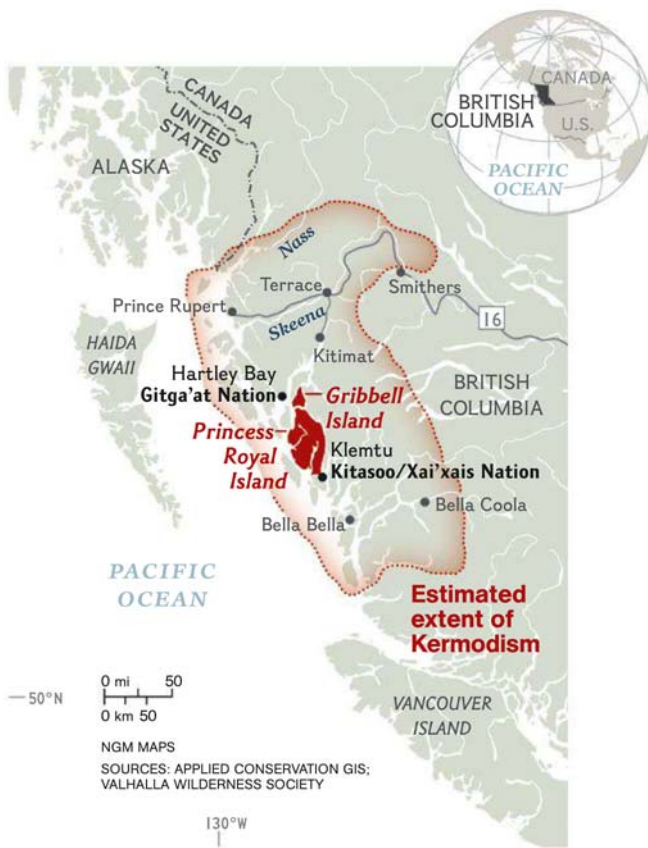 CANADA
BRITISH
COLUMBIA
U.S.
PACIFIC
OCEAN
CANADA
UNITED
STATES
ALASKA
Nass
Terrace
Smithers
Prince Rupert
Skeena
16
Kitimat
HAIDA
GWAII
Hartley Bay
Gitga'at Nation
Gribbell
Island
BRITISH
COLUMBIA
Princess
Royal
Island
Klemtu
Kitasoo/Xai'xais Nation
Bella Bella
Bella Coola
PACIFIC
OCEAN
Estimated
extent of
Kermodism
0 mi 50
0 km 50
50°N
VANCOUVER
ISLAND
NGM MAPS
SOURCES: APPLIED CONSERVATION GIS;
VALHALLA WILDERNESS SOCIETY
130°W